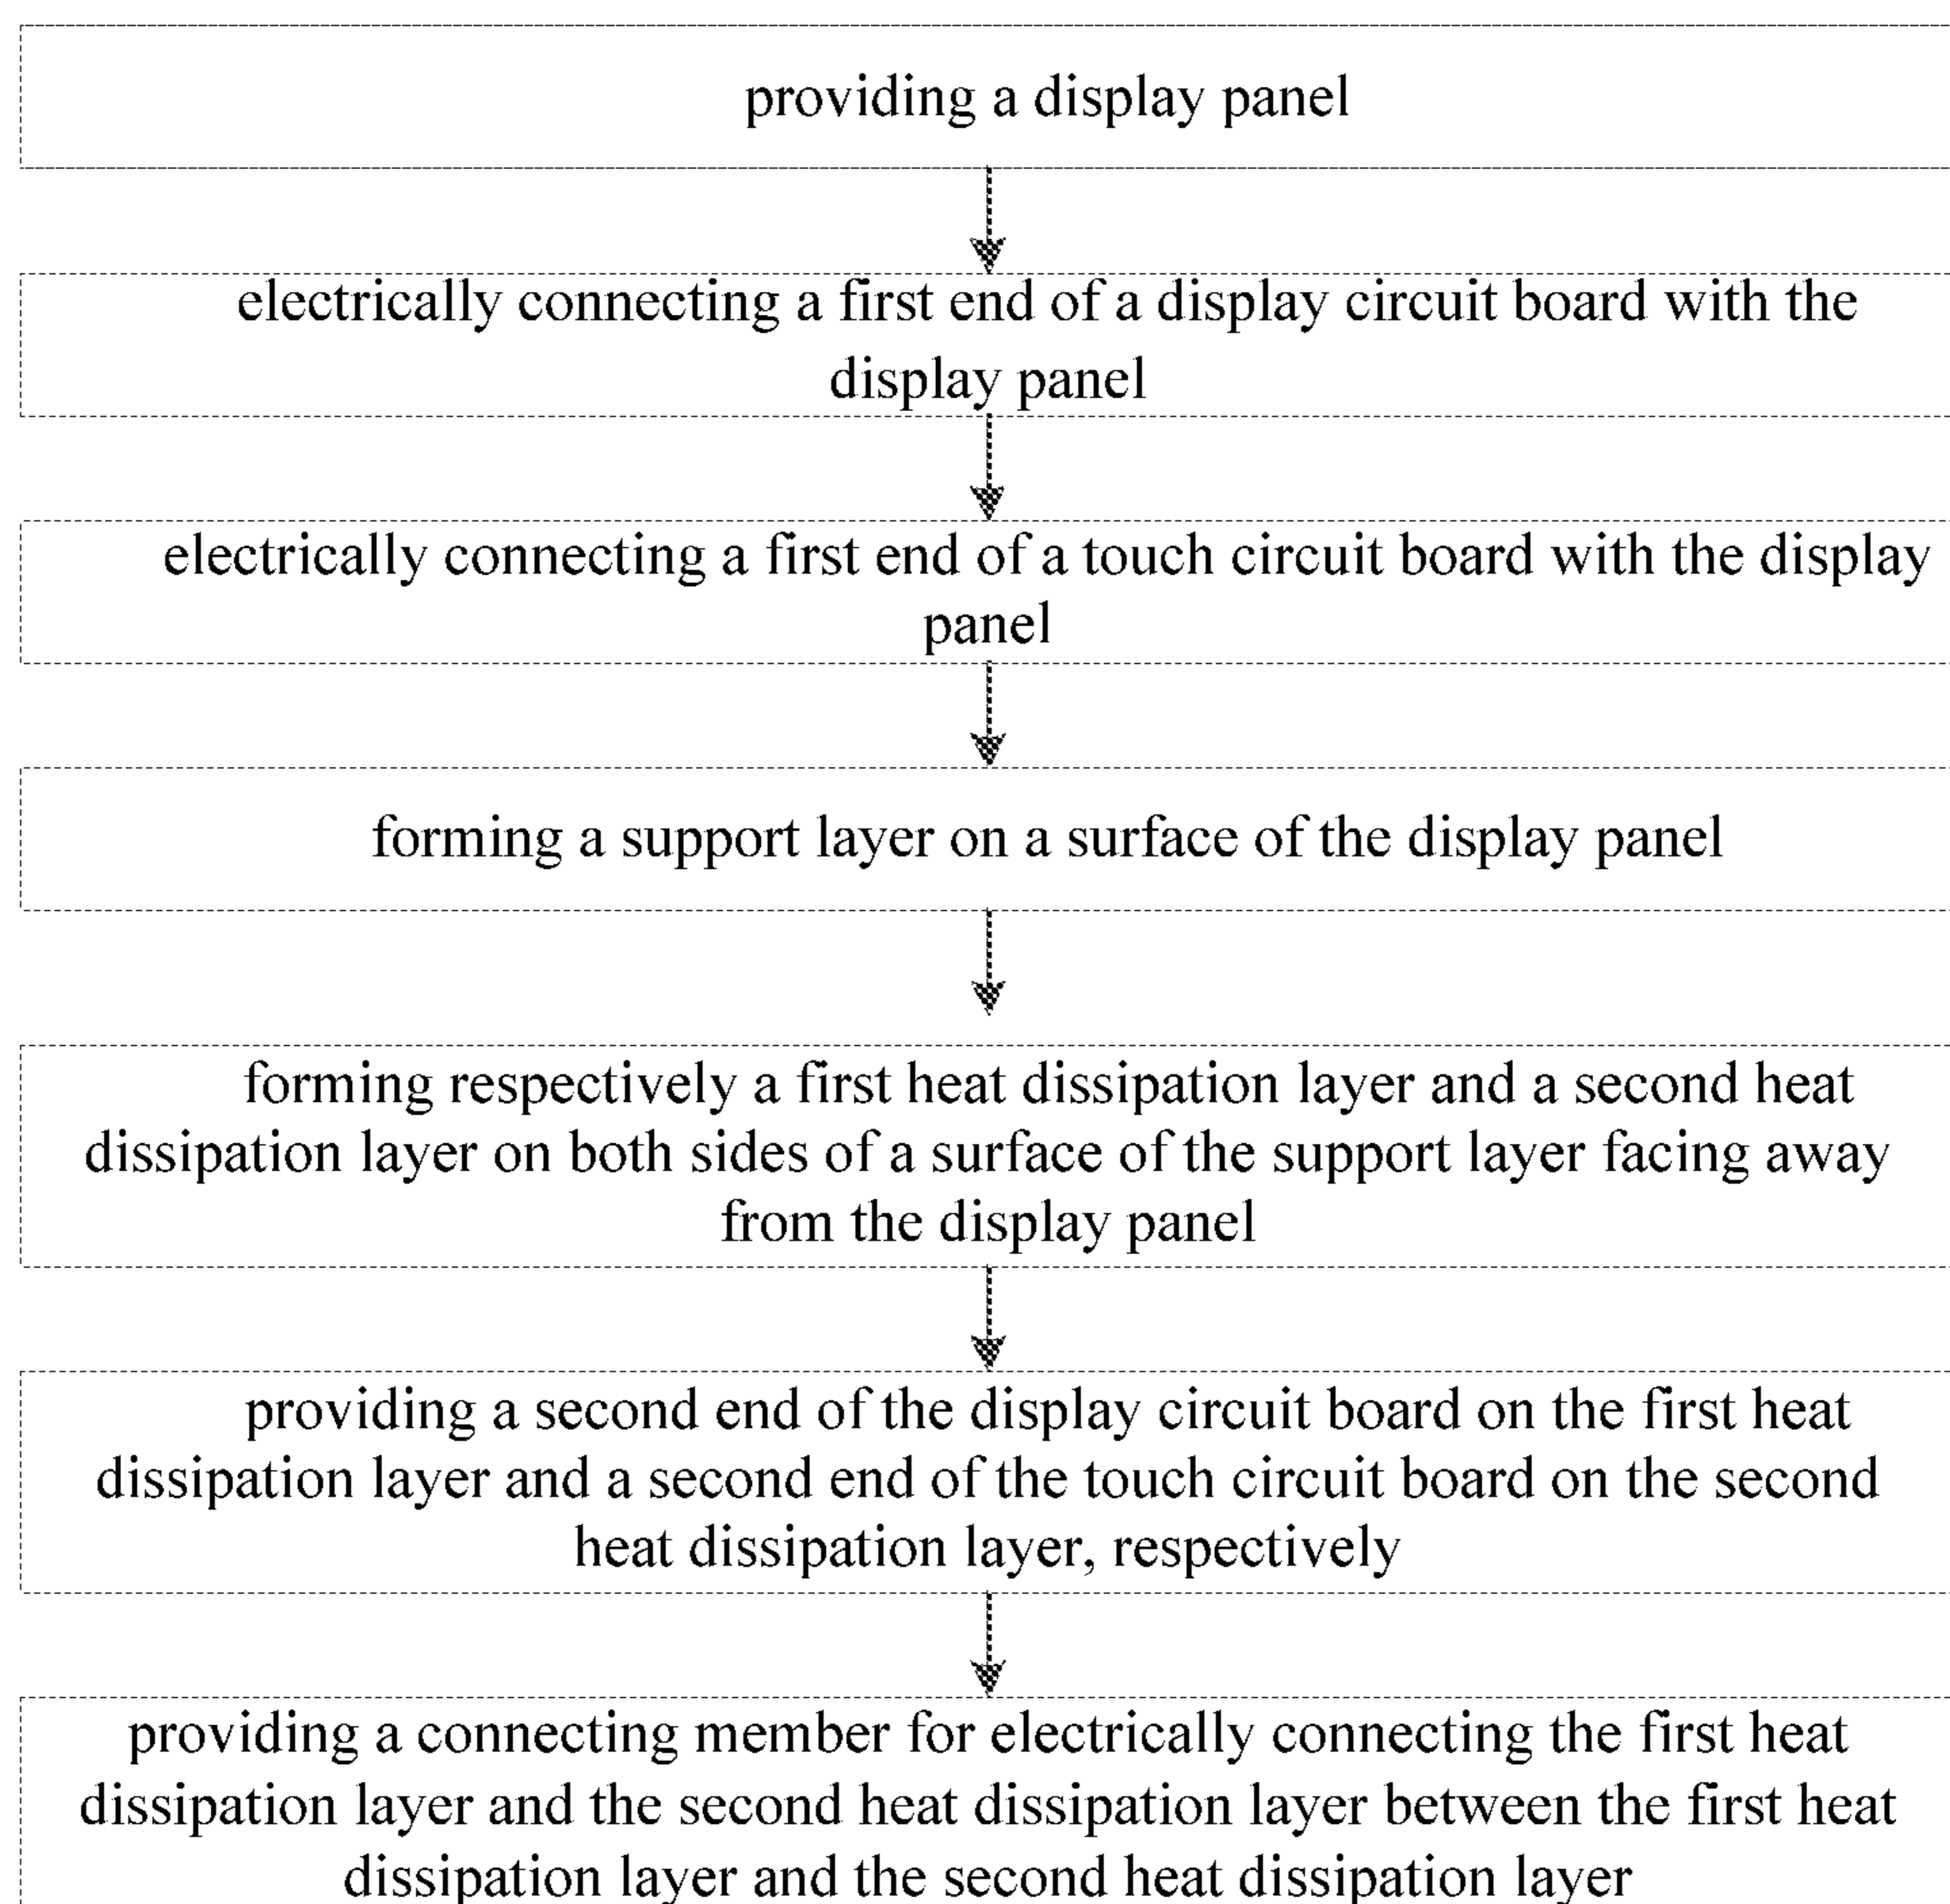 providing a display panel
electrically connecting a first end of a display circuit board with the
display panel
electrically connecting a first end of a touch circuit board with the display
panel
forming a support layer on a surface of the display panel
forming respectively a first heat dissipation layer and a second heat
dissipation layer on both sides of a surface of the support layer facing away
from the display panel
providing a second end of the display circuit board on the first heat
dissipation layer and a second end of the touch circuit board on the second
heat dissipation layer, respectively
providing a connecting member for electrically connecting the first heat
dissipation layer and the second heat dissipation layer between the first heat
dissipation layer and the second heat dissipation layer